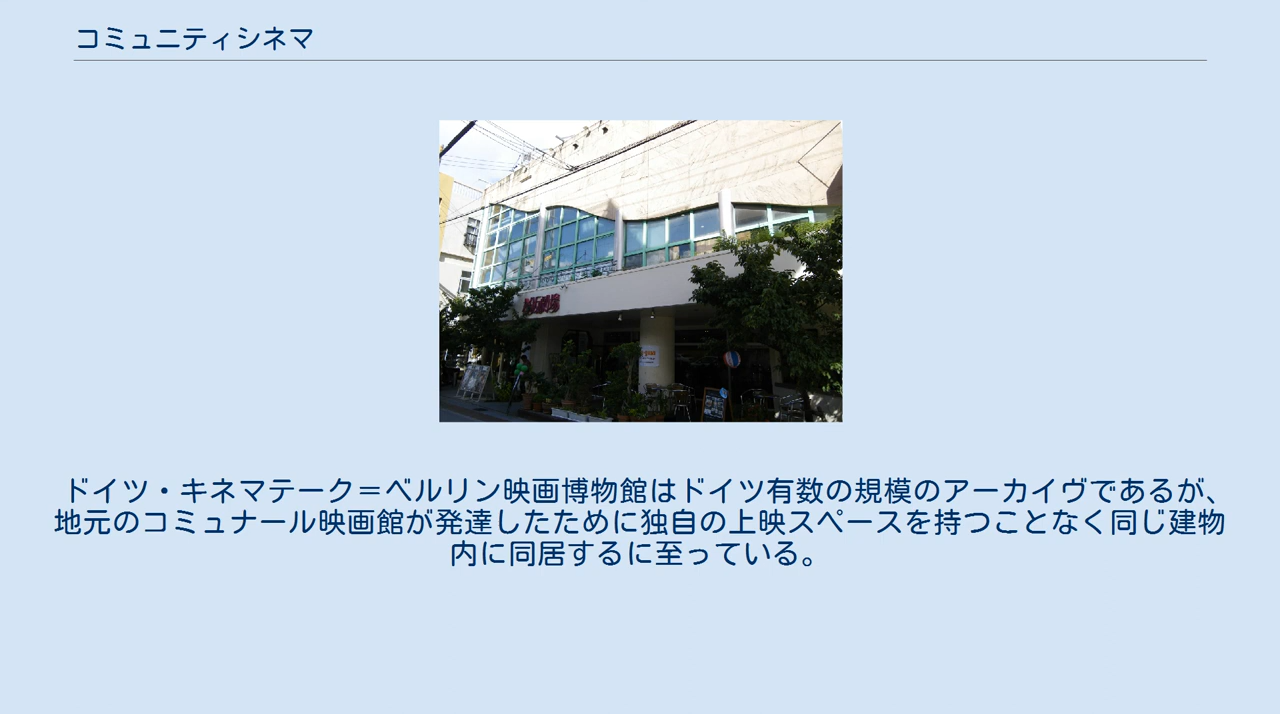 コミュニティシネマ
ドイツ・キネマテーク＝ベルリン映画博物館はドイツ有数の規模のアーカイヴであるが、
地元のコミュナール映画館が発達したために独自の上映スペースを持つことなく同じ建物
内に同居するに至っている。